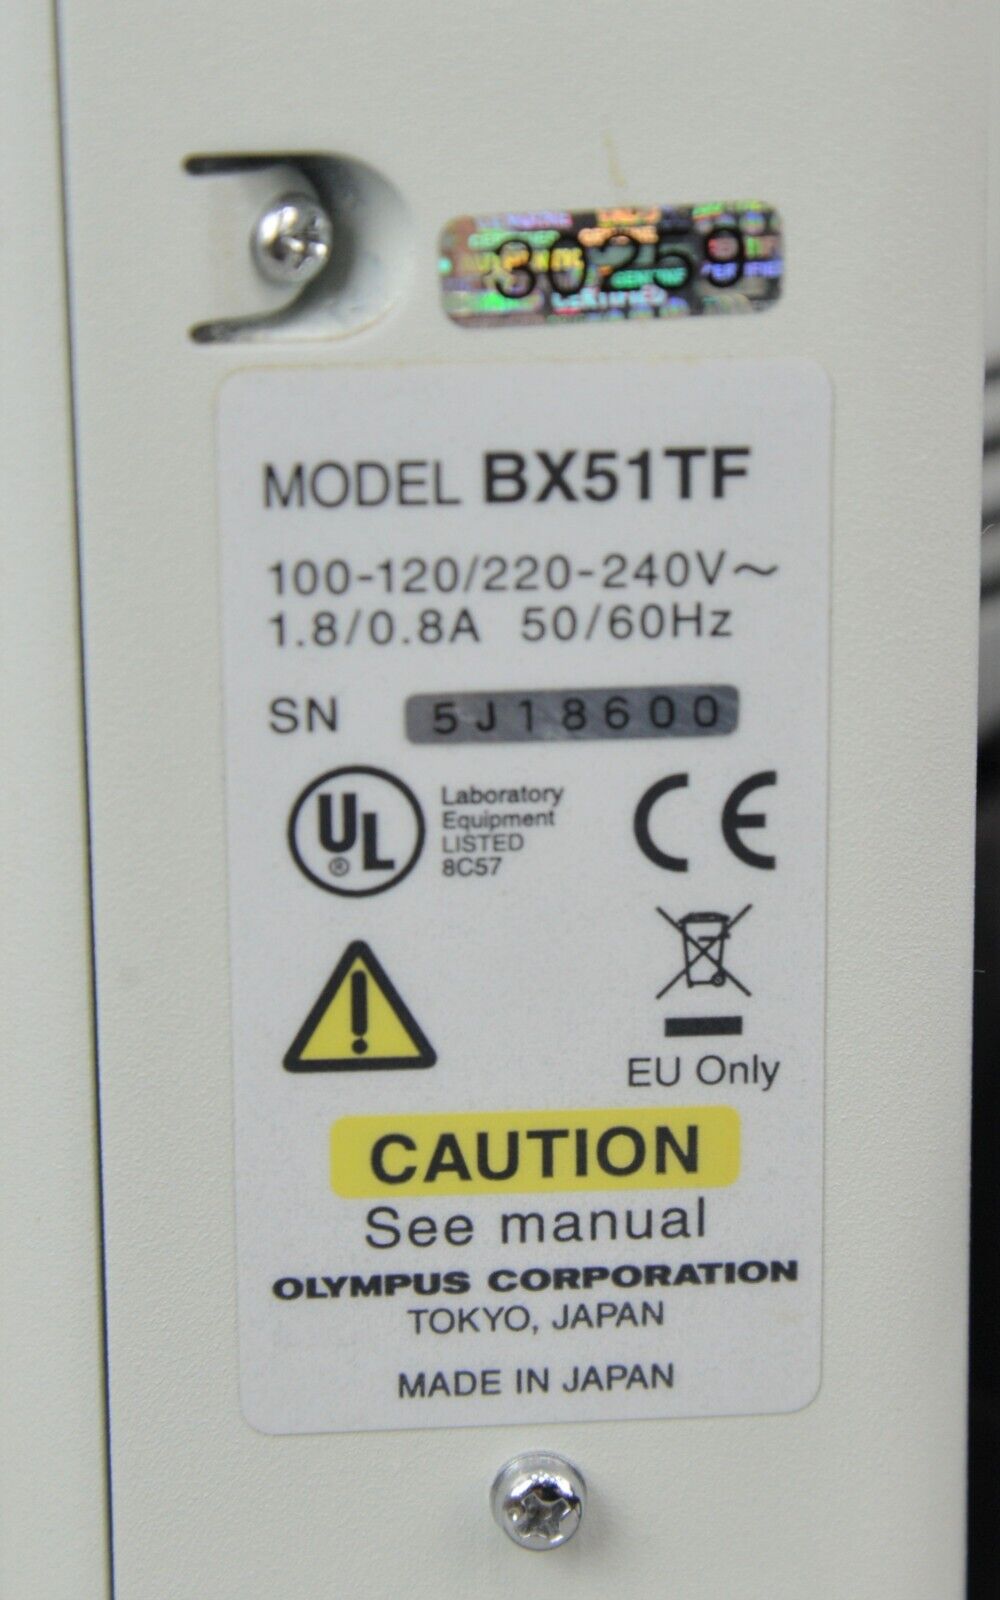 30259
MODEL BX51TF
100-120/220-240V~
1.8/0.8A 50/60Hz
SN 5J18600
UL
®
Laboratory
Equipment
LISTED
8C57
CE
EU Only
CAUTION
See manual
OLYMPUS CORPORATION
TOKYO, JAPAN
MADE IN JAPAN